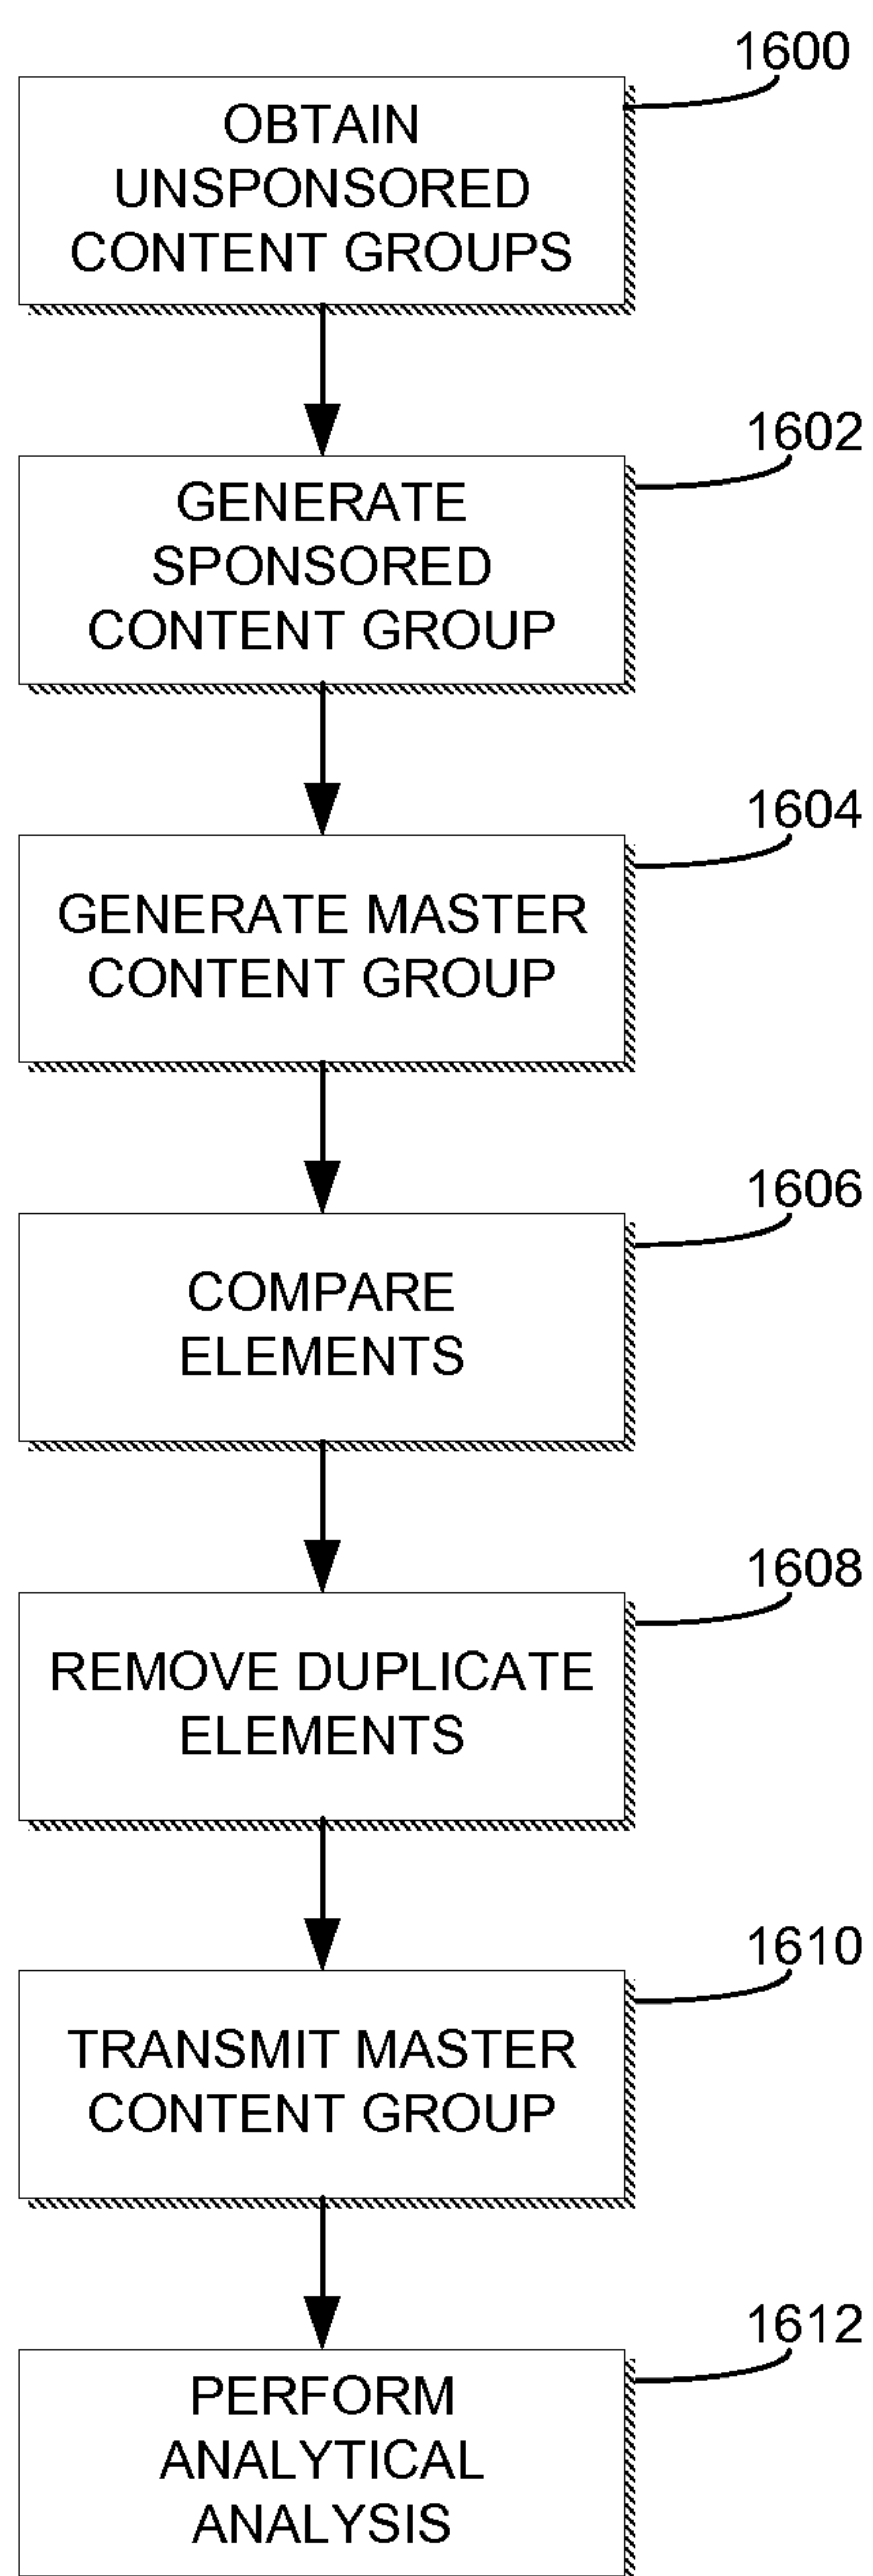 1600
OBTAIN
UNSPONSORED
CONTENT GROUPS
1602
GENERATE
SPONSORED
CONTENT GROUP
1604
GENERATE MASTER
CONTENT GROUP
1606
COMPARE
ELEMENTS
1608
REMOVE DUPLICATE
ELEMENTS
1610
TRANSMIT MASTER
CONTENT GROUP
1612
PERFORM
ANALYTICAL
ANALYSIS